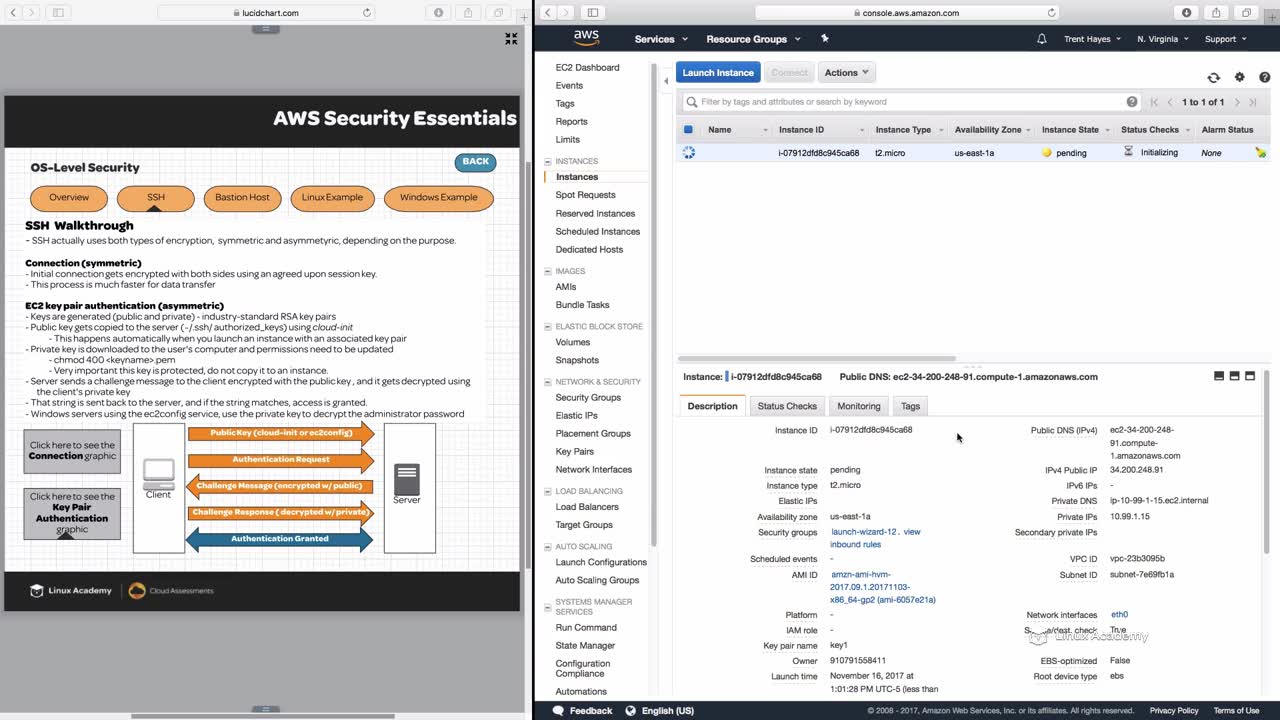 lucidchart.com
AWS Security Essentials
OS-Level Security
BACK
Overview
SSH
Bastion Host
Linux Example
Windows Example
SSH Walkthrough
- SSH actually uses both types of encryption, symmetric and asymmetyric, depending on the purpose.
Connection (symmetric)
- Initial connection gets encrypted with both sides using an agreed upon session key.
- This process is much faster for data transfer
EC2 key pair authentication (asymmetric)
- Keys are generated (public and private) - industry-standard RSA key pairs
- Public key gets copied to the server (~/.ssh/ authorized_keys) using cloud-init
- This happens automatically when you launch an instance with an associated key pair
- Private key is downloaded to the user's computer and permissions need to be updated
- chmod 400 <keyname>.pem
- Very important this key is protected, do not copy it to an instance.
- Server sends a challenge message to the client encrypted with the public key, and it gets decrypted using
the client's private key
- That string is sent back to the server, and if the string matches, access is granted.
- Windows servers using the ec2config service, use the private key to decrypt the administrator password
Click here to see the
Connection graphic
Click here to see the
Key Pair
Authentication
graphic
Client
Public Key (cloud-init or ec2config)
Authentication Request
Challenge Message (encrypted w/ public)
Challenge Response ( decrypted w/ private)
Authentication Granted
Server
Linux Academy
Cloud Assessments
console.aws.amazon.com
aws
Services
Resource Groups
Trent Hayes
N. Virginia
Support
EC2 Dashboard
Events
Tags
Reports
Limits
INSTANCES
Instances
Spot Requests
Reserved Instances
Scheduled Instances
Dedicated Hosts
IMAGES
AMIs
Bundle Tasks
ELASTIC BLOCK STORE
Volumes
Snapshots
NETWORK & SECURITY
Security Groups
Elastic IPs
Placement Groups
Key Pairs
Network Interfaces
LOAD BALANCING
Load Balancers
Target Groups
AUTO SCALING
Launch Configurations
Auto Scaling Groups
SYSTEMS MANAGER
SERVICES
Run Command
State Manager
Configuration
Compliance
Automations
Launch Instance
Connect
Actions
Filter by tags and attributes or search by keyword
1 to 1 of 1
Name
Instance ID
Instance Type
Availability Zone
Instance State
Status Checks
Alarm Status
i-07912dfd8c945ca68
t2.micro
us-east-1a
pending
Initializing
None
Instance: i-07912dfd8c945ca68
Public DNS: ec2-34-200-248-91.compute-1.amazonaws.com
Description
Status Checks
Monitoring
Tags
Instance ID i-07912dfd8c945ca68
Instance state pending
Instance type t2.micro
Elastic IPs
Availability zone us-east-1a
Security groups launch-wizard-12. view
inbound rules
Scheduled events -
AMI ID amzn-ami-hvm-
2017.09.1.20171103-
x86_64-gp2 (ami-6057e21a)
Platform -
IAM role -
Key pair name key1
Owner 910791558411
Launch time November 16, 2017 at
1:01:28 PM UTC-5 (less than
Public DNS (IPv4) ec2-34-200-248-
91.compute-
1.amazonaws.com
IPv4 Public IP 34.200.248.91
IPv6 IPs -
Private DNS ip-10-99-1-15.ec2.internal
Private IPs 10.99.1.15
Secondary private IPs
VPC ID vpc-23b3095b
Subnet ID subnet-7e69fb1a
Network interfaces eth0
dest. check True
Linux Academy
EBS-optimized False
Root device type ebs
Feedback
English (US)
© 2008 - 2017, Amazon Web Services, Inc. or its affiliates. All rights reserved.
Privacy Policy
Terms of Use